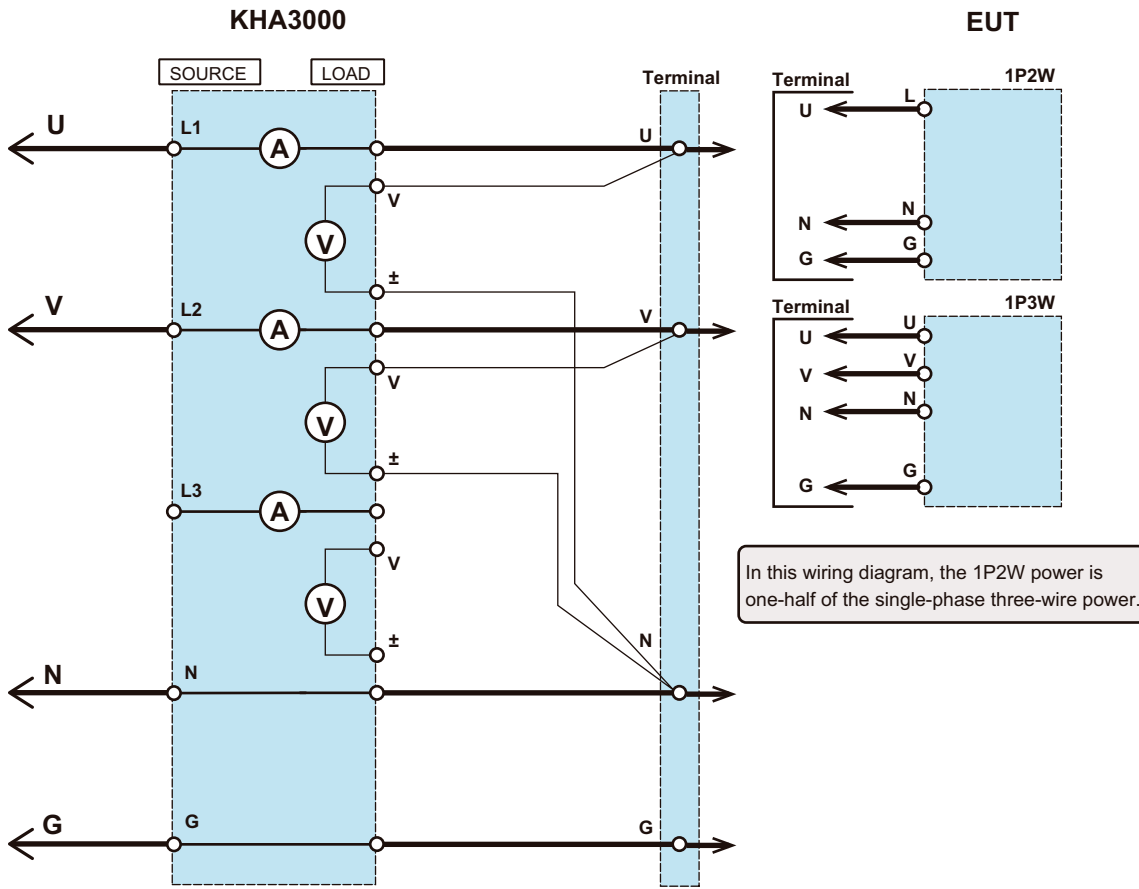 KHA3000
EUT
SOURCE
LOAD
Terminal
Terminal
1P2W
U
L1
A
U
U
L
V
V
±
N
N
G
G
V
L2
A
V
Terminal
1P3W
U
U
V
V
V
V
±
N
N
L3
A
G
G
V
V
±
In this wiring diagram, the 1P2W power is
one-half of the single-phase three-wire power.
N
N
N
G
G
G